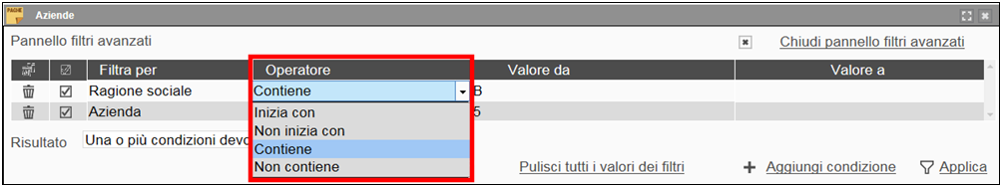 PAGHE Aziende
Pannello filtri avanzati Chiudi pannello filtri avanzati
Filtra per Operatore Valore da Valore a
Ragione sociale Contiene B
Azienda 5
Inizia con
Non inizia con
Contiene
Non contiene
Risultato Una o più condizioni devo
Pulisci tutti i valori dei filtri + Aggiungi condizione Applica